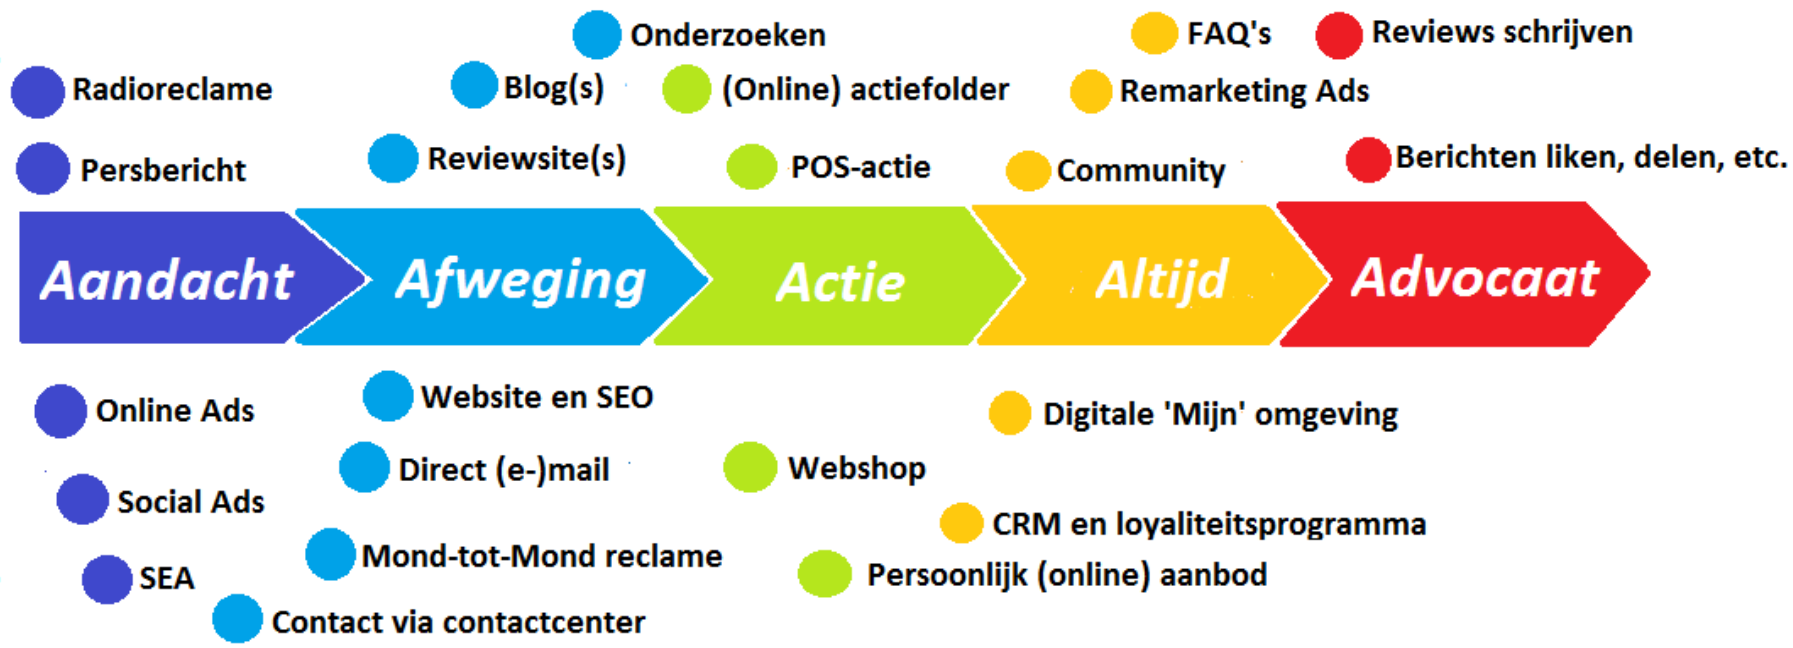 Onderzoeken
FAQ's
Reviews schrijven
Radioreclame
Blog(s)
(Online) actiefolder
Remarketing Ads
Persbericht
Reviewsite(s)
POS-actie
Community
Berichten liken, delen, etc.
Aandacht
Afweging
Actie
Altijd
Advocaat
Online Ads
Website en SEO
Digitale 'Mijn' omgeving
Direct (e-)mail
Webshop
Social Ads
CRM en loyaliteitsprogramma
Mond-tot-Mond reclame
SEA
Persoonlijk (online) aanbod
Contact via contactcenter